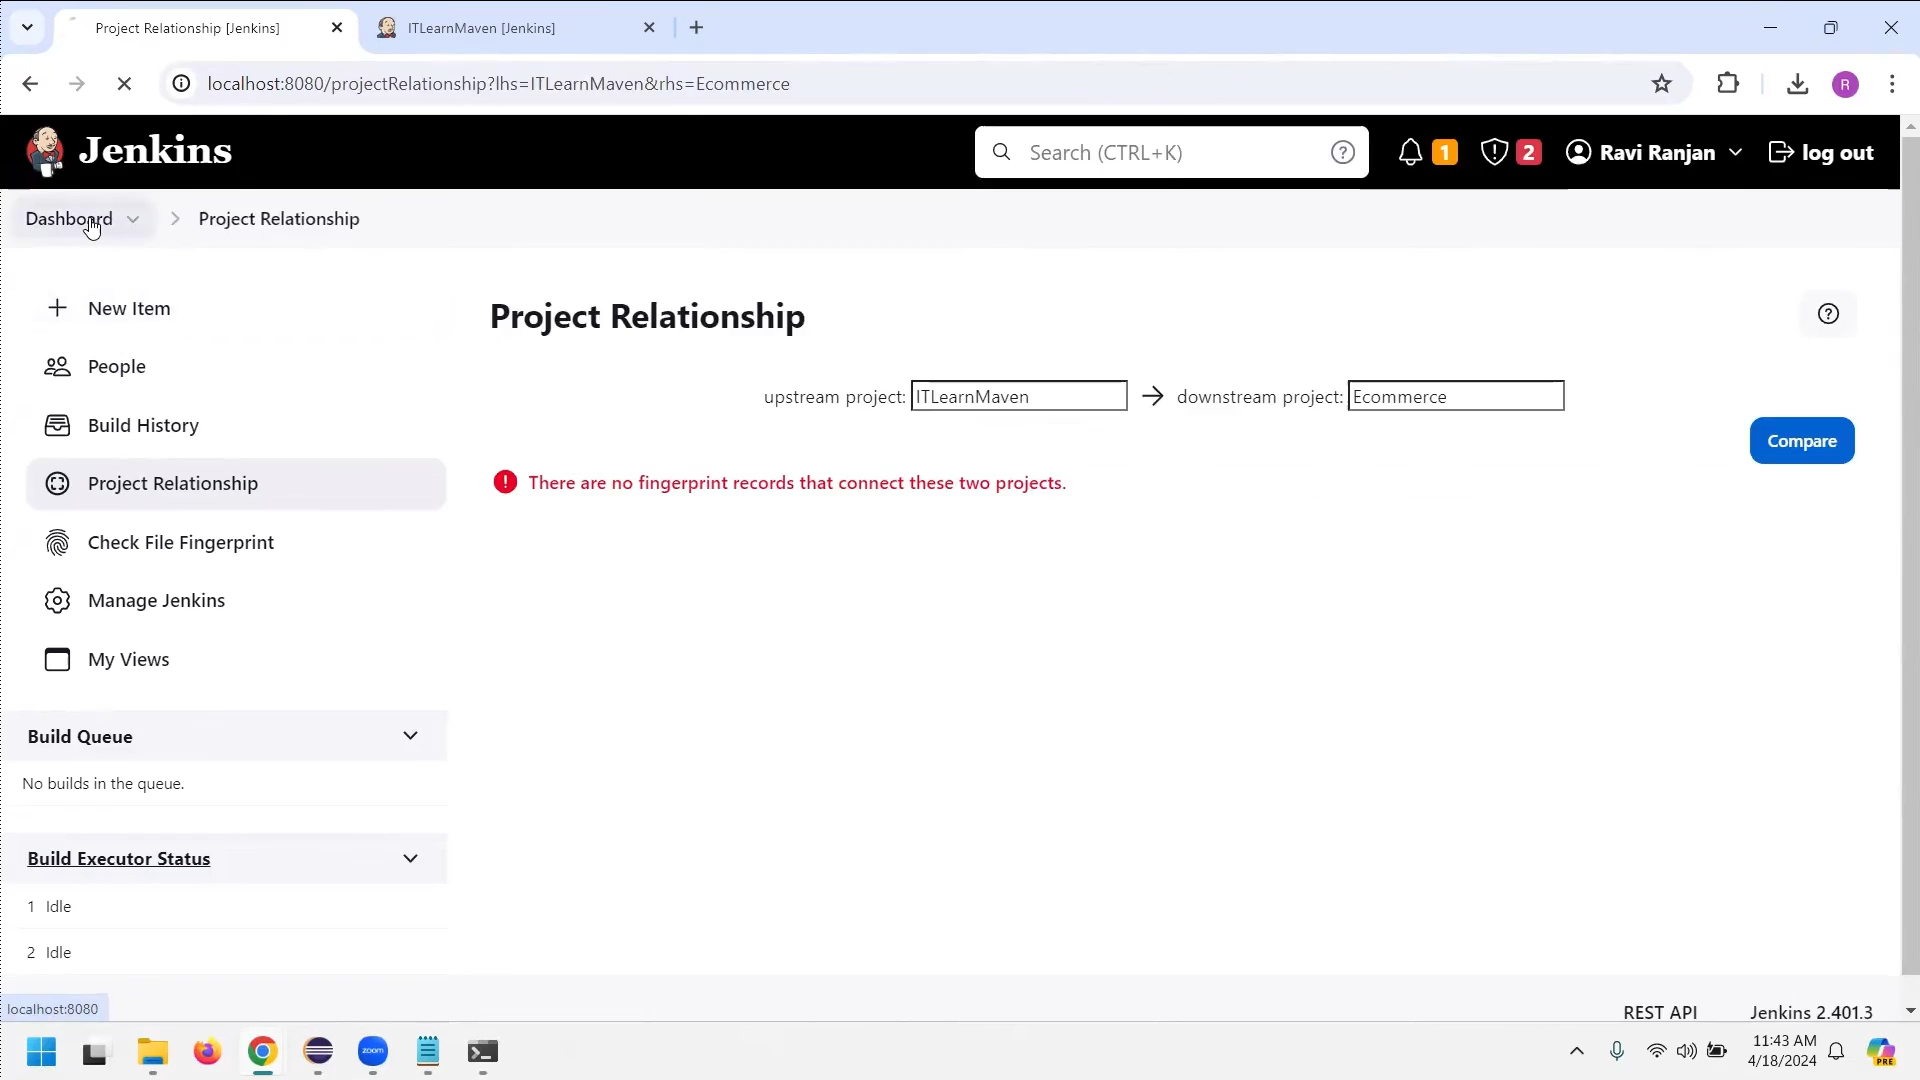 Project Relationship [Jenkins]
ITLearnMaven [Jenkins]
localhost:8080/projectRelationship?lhs=ITLearnMaven&rhs=Ecommerce
R
Jenkins
Search (CTRL+K)
1
2
Ravi Ranjan
log out
Dashboard
Project Relationship
New Item
People
Build History
Project Relationship
Check File Fingerprint
Manage Jenkins
My Views
Project Relationship
upstream project: ITLearnMaven → downstream project: Ecommerce
Compare
There are no fingerprint records that connect these two projects.
Build Queue
No builds in the queue.
Build Executor Status
1 Idle
2 Idle
localhost:8080
REST API
Jenkins 2.401.3
zoom
11:43 AM
4/18/2024
PRE